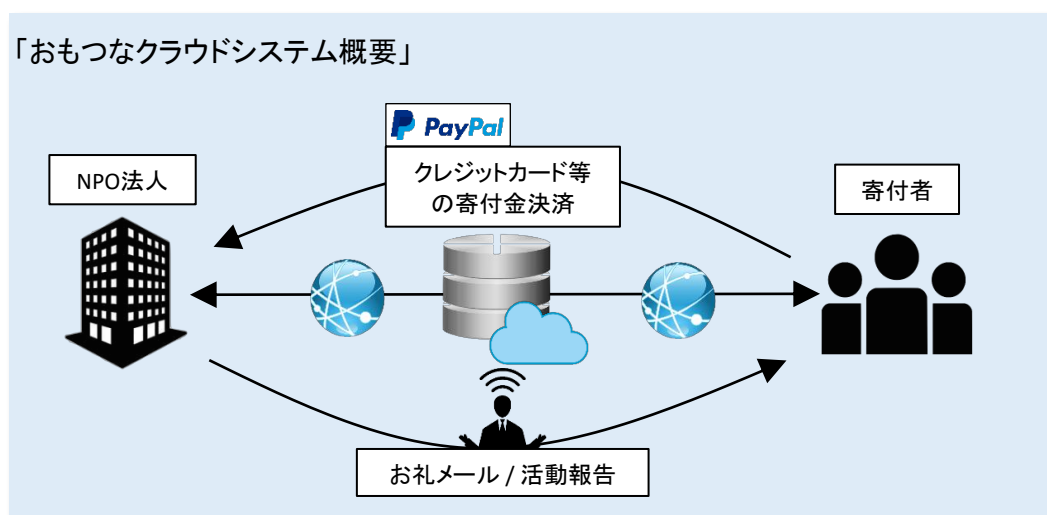 「おもつなクラウドシステム概要」
PayPal
クレジットカード等
の寄付金決済
NPO法人
寄付者
お礼メール / 活動報告